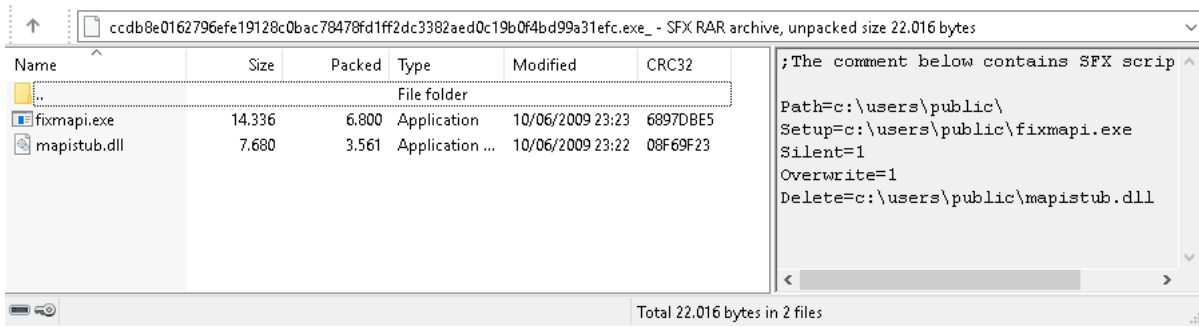 ccdb8e0162796efe19128c0bac78478fd1ff2dc3382aed0c19b0f4bd99a31efc.exe_ - SFX RAR archive, unpacked size 22.016 bytes
Name Size Packed Type Modified CRC32
.. File folder
fixmapi.exe 14.336 6.800 Application 10/06/2009 23:23 6897DBE5
mapistub.dll 7.680 3.561 Application ... 10/06/2009 23:22 08F69F23
;The comment below contains SFX scrip
Path=c:\users\public\
Setup=c:\users\public\fixmapi.exe
Silent=1
Overwrite=1
Delete=c:\users\public\mapistub.dll
Total 22.016 bytes in 2 files